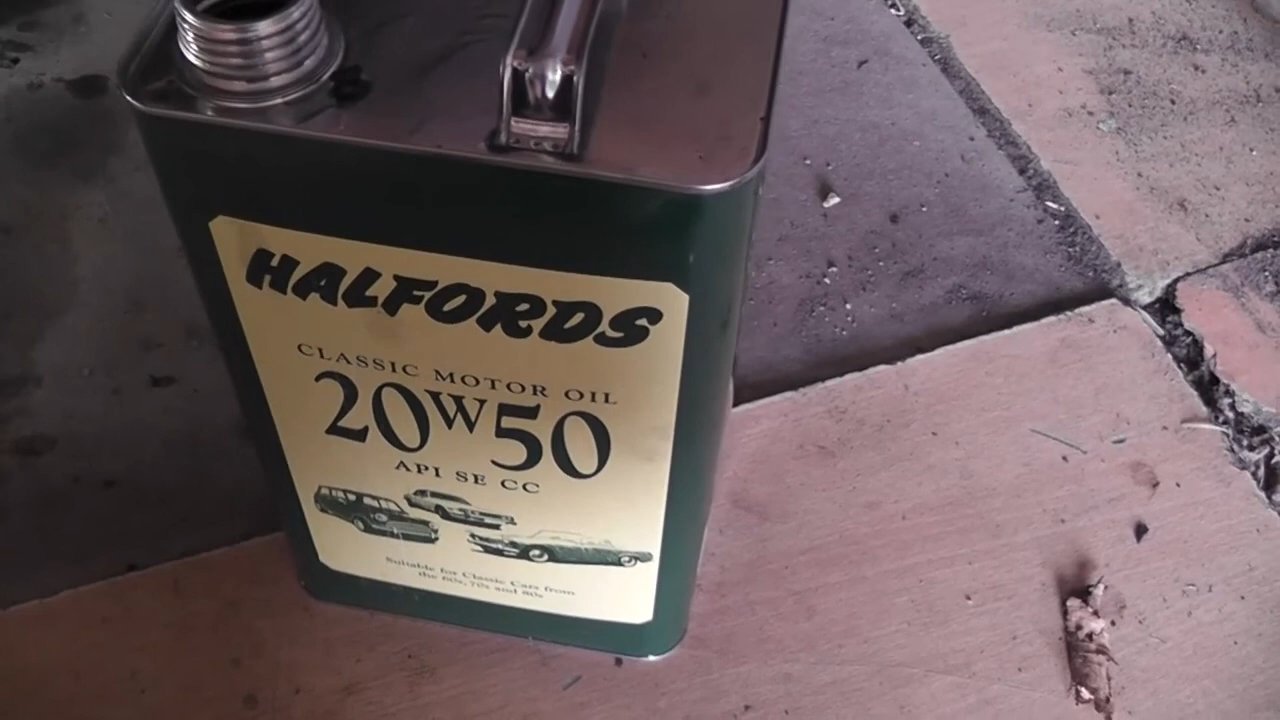 HALFORDS
CLASSIC MOTOR OIL
20W50
API SE CC
Suitable for Classic Cars from
the 60s, 70s and 80s